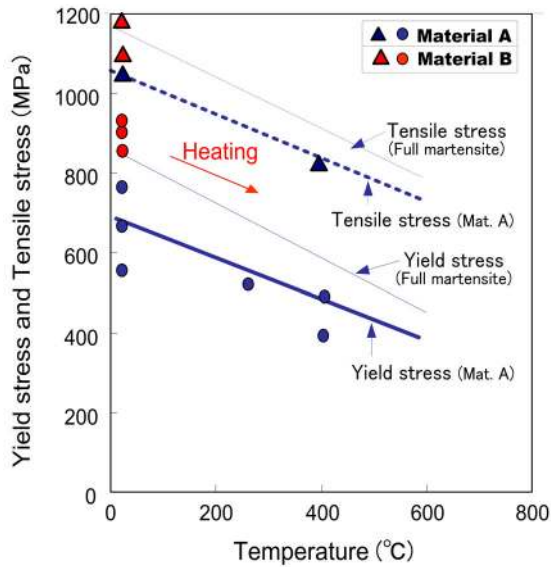 Material A
Material B
1200
1000
800
600
400
200
0
Yield stress and Tensile stress (MPa)
Heating
Tensile stress
(Full martensite)
Tensile stress (Mat. A)
Yield stress
(Full martensite)
Yield stress (Mat. A)
0 200 400 600 800
Temperature (℃)